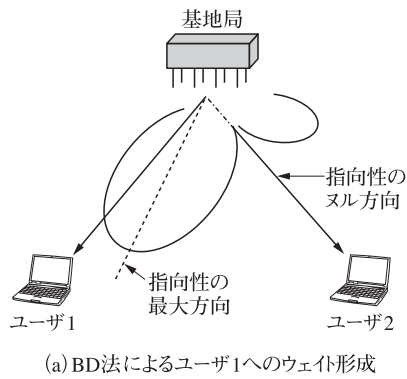 基地局
指向性の
ヌル方向
指向性の
最大方向
ユーザ1
ユーザ2
(a) BD法によるユーザ1へのウェイト形成